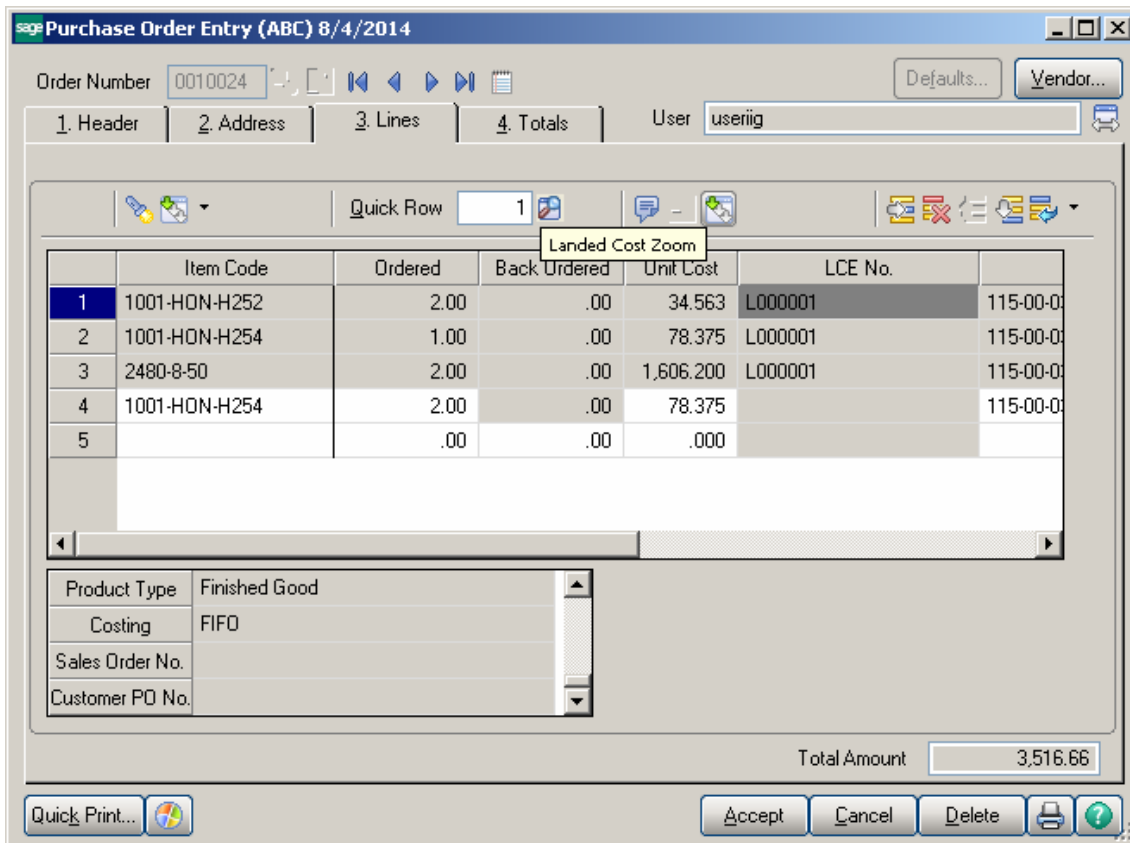 sage Purchase Order Entry (ABC) 8/4/2014
Order Number 0010024 Defaults... Vendor...
1. Header 2. Address 3. Lines 4. Totals User useriig
Quick Row 1
Landed Cost Zoom
Item Code Ordered Back Ordered Unit Cost LCE No.
1 1001-HON-H252 2.00 .00 34.563 L000001 115-00-0
2 1001-HON-H254 1.00 .00 78.375 L000001 115-00-0
3 2480-8-50 2.00 .00 1,606.200 L000001 115-00-0
4 1001-HON-H254 2.00 .00 78.375 115-00-0
5 .00 .00 .000
Product Type Finished Good
Costing FIFO
Sales Order No.
Customer PO No.
Total Amount 3,516.66
Quick Print... Accept Cancel Delete